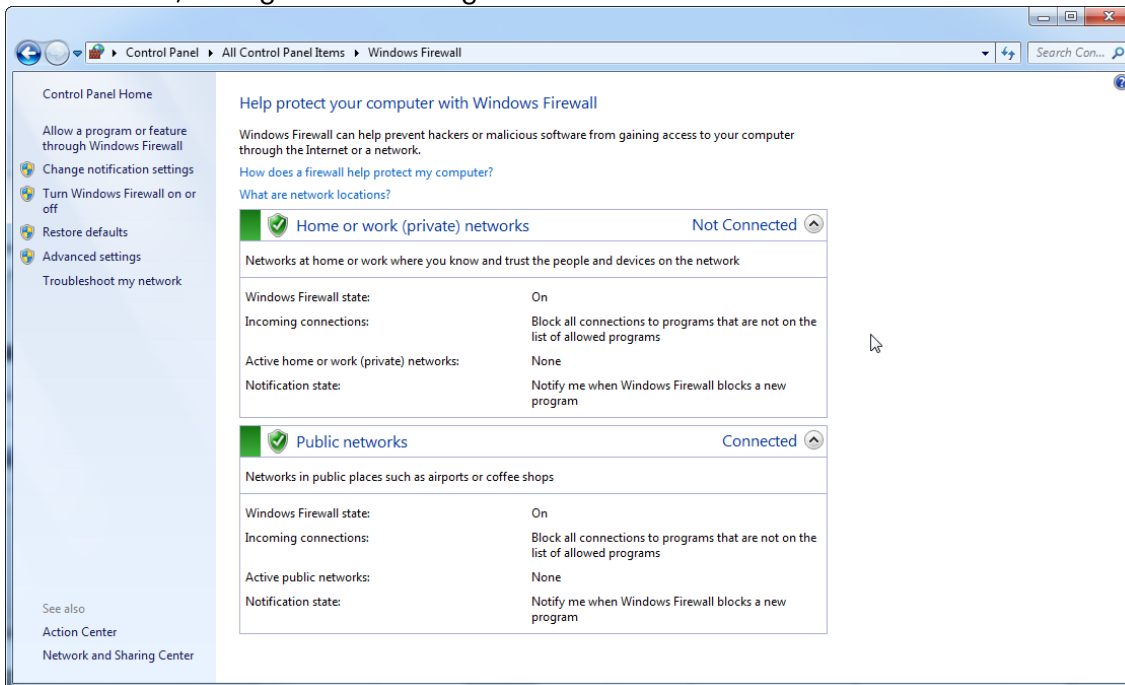 Control Panel ▸ All Control Panel Items ▸ Windows Firewall
Search Con...
Control Panel Home
Allow a program or feature
through Windows Firewall
Change notification settings
Turn Windows Firewall on or
off
Restore defaults
Advanced settings
Troubleshoot my network
See also
Action Center
Network and Sharing Center
Help protect your computer with Windows Firewall
Windows Firewall can help prevent hackers or malicious software from gaining access to your computer
through the Internet or a network.
How does a firewall help protect my computer?
What are network locations?
Home or work (private) networks Not Connected
Networks at home or work where you know and trust the people and devices on the network
Windows Firewall state: On
Incoming connections: Block all connections to programs that are not on the
list of allowed programs
Active home or work (private) networks: None
Notification state: Notify me when Windows Firewall blocks a new
program
Public networks Connected
Networks in public places such as airports or coffee shops
Windows Firewall state: On
Incoming connections: Block all connections to programs that are not on the
list of allowed programs
Active public networks: None
Notification state: Notify me when Windows Firewall blocks a new
program